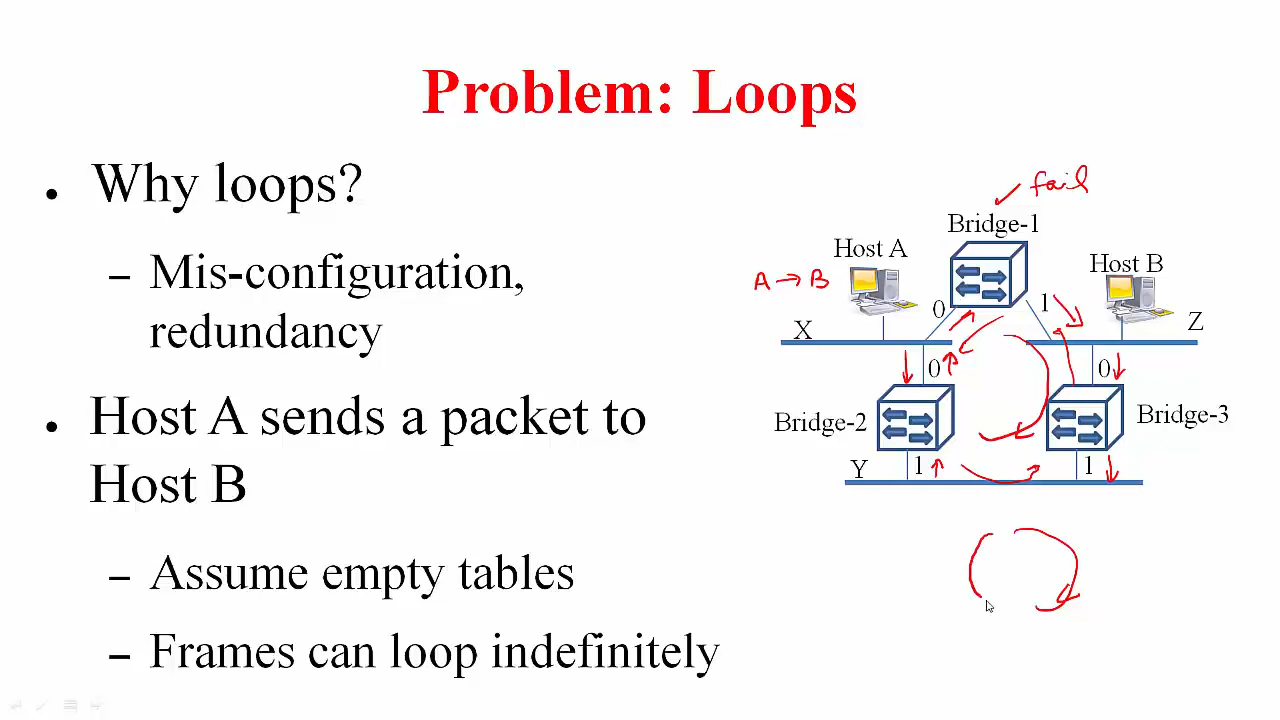 Problem: Loops
• Why loops?
– Mis-configuration,
redundancy
• Host A sends a packet to
Host B
– Assume empty tables
– Frames can loop indefinitely
fail
Bridge-1
Host A
Host B
A → B
0
1
X
Z
0
0
Bridge-2
Bridge-3
Y
1
1